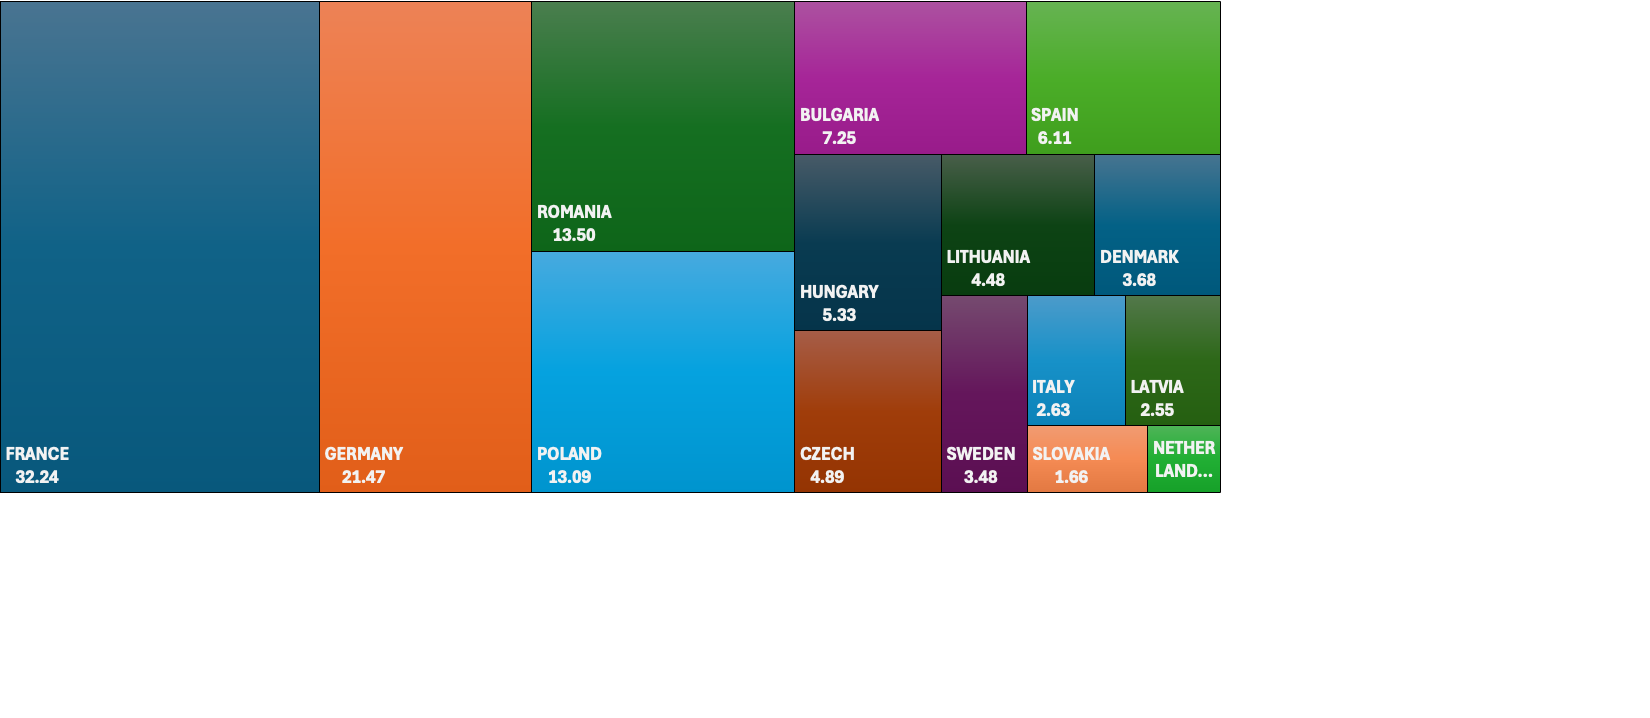 BULGARIA
7.25
SPAIN
6.11
ROMANIA
13.50
LITHUANIA
4.48
DENMARK
3.68
HUNGARY
5.33
ITALY
2.63
LATVIA
2.55
FRANCE
32.24
GERMANY
21.47
POLAND
13.09
CZECH
4.89
SWEDEN
3.48
SLOVAKIA
1.66
NETHER
LAND...